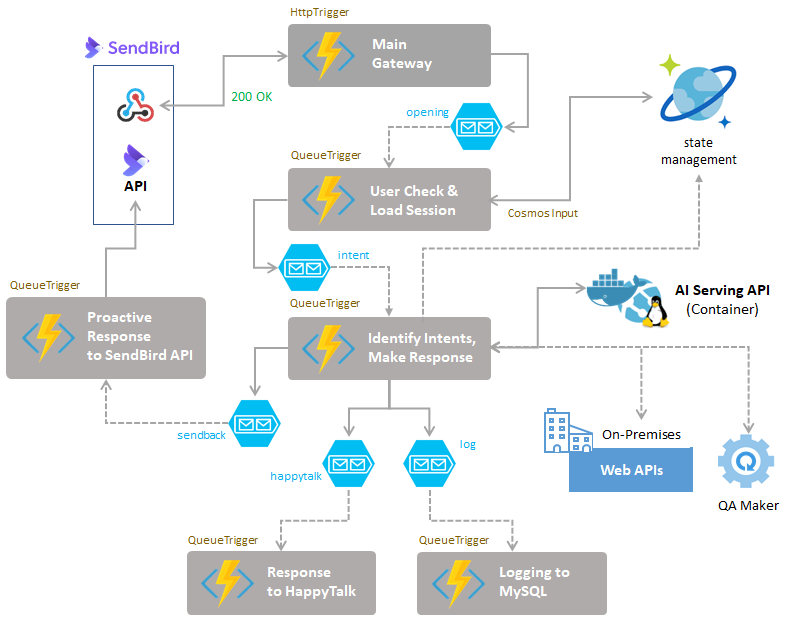 HttpTrigger
SendBird
Main
Gateway
200 OK
opening
API
state
management
QueueTrigger
User Check &
Load Session
Cosmos Input
intent
QueueTrigger
QueueTrigger
AI Serving API
(Container)
Proactive
Response
to SendBird API
Identify Intents,
Make Response
sendback
On-Premises
log
Web APIs
happytalk
QA Maker
QueueTrigger
QueueTrigger
Response
to HappyTalk
Logging to
MySQL